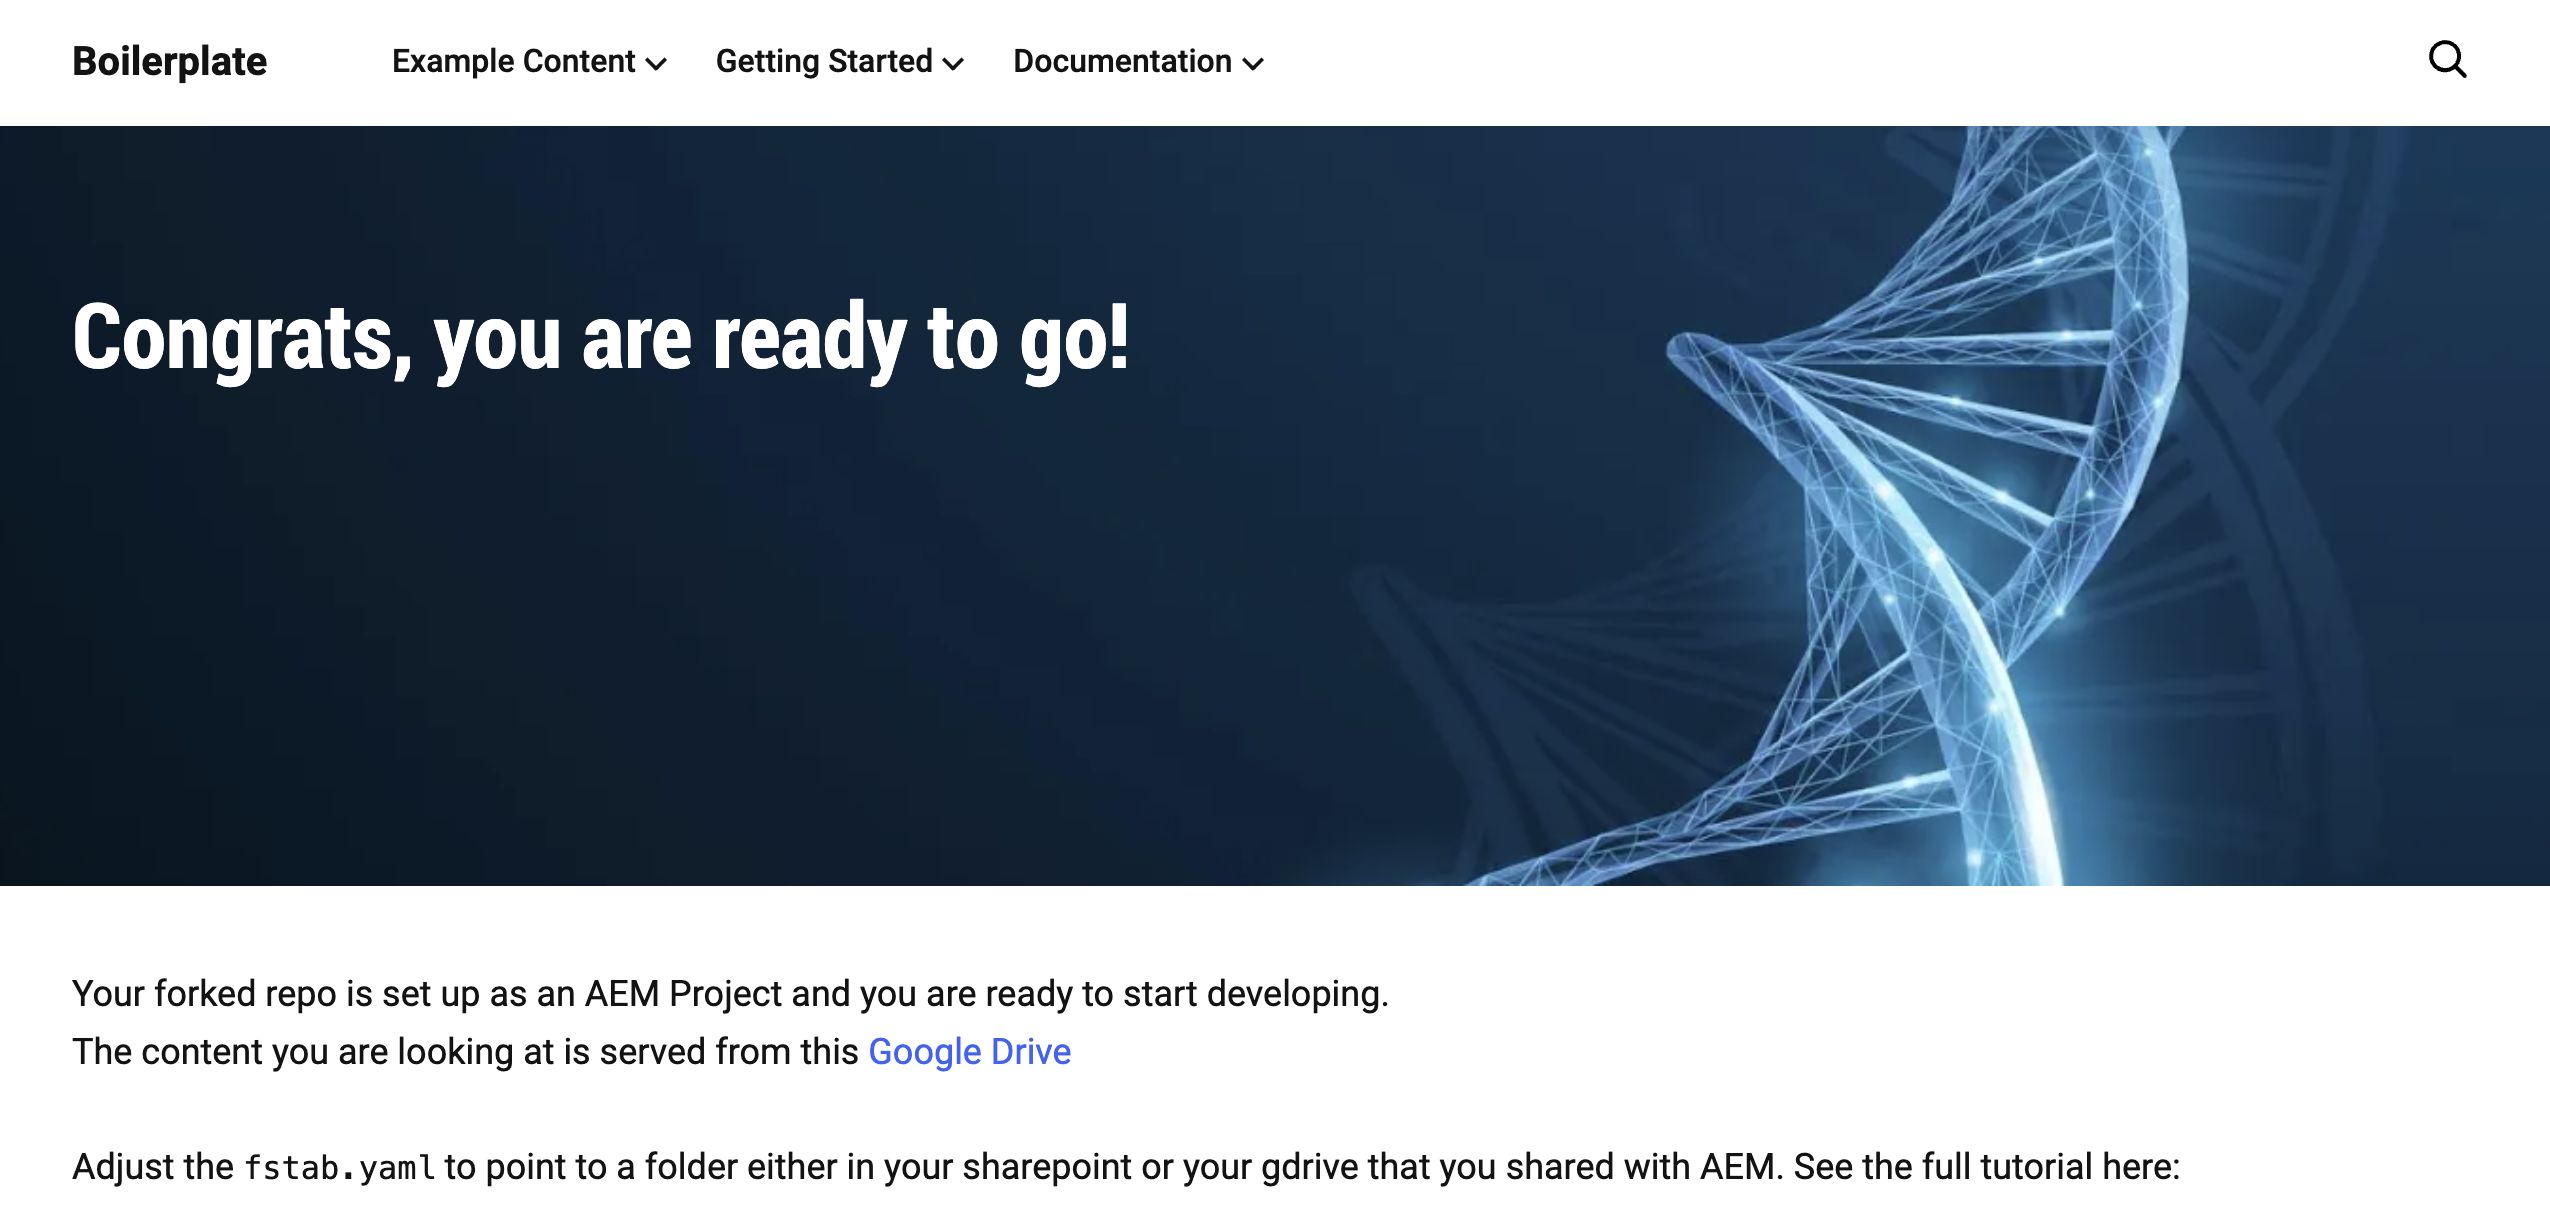 Boilerplate
Example Content
Getting Started
Documentation
Congrats, you are ready to go!
Your forked repo is set up as an AEM Project and you are ready to start developing.
The content you are looking at is served from this Google Drive
Adjust the fstab.yaml to point to a folder either in your sharepoint or your gdrive that you shared with AEM. See the full tutorial here: